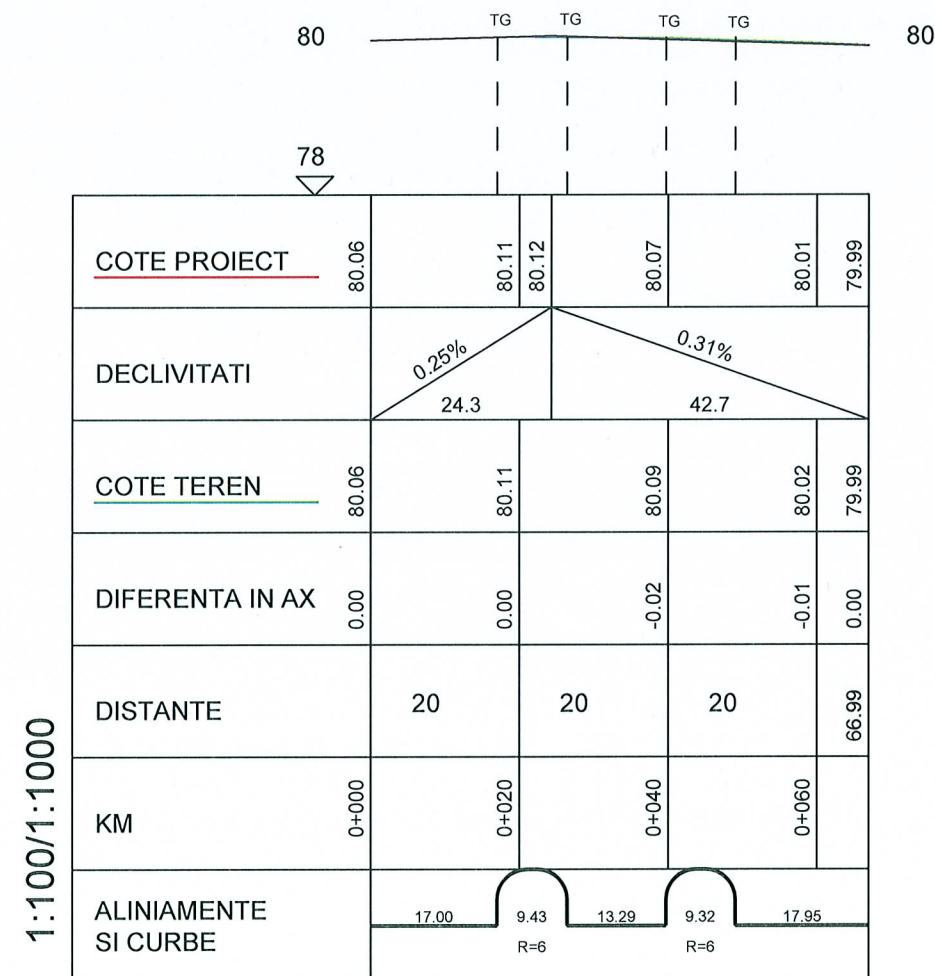 TG TG TG TG
80 80
78
COTE PROIECT 80.06 80.11 80.12 80.07 80.01 79.99
DECLIVITATI 0.25% 24.3 0.31% 42.7
COTE TEREN 80.06 80.11 80.09 80.02 79.99
DIFERENTA IN AX 0.00 0.00 -0.02 -0.01 0.00
DISTANTE 20 20 20 66.99
KM 0+000 0+020 0+040 0+060
ALINIAMENTE
SI CURBE
17.00 9.43 13.29 9.32 17.95
R=6 R=6
1:100/1:1000